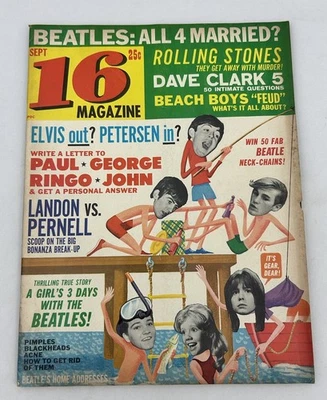 BEATLES: ALL 4 MARRIED?
SEPT
25¢
16
MAGAZINE
ROLLING STONES
THEY GET AWAY WITH MURDER!
DAVE CLARK 5
50 INTIMATE QUESTIONS
BEACH BOYS "FEUD"
WHAT'S IT ALL ABOUT?
ELVIS out? PETERSEN in?
WRITE A LETTER TO
PAUL ★ GEORGE
RINGO ★ JOHN
& GET A PERSONAL ANSWER
WIN 50 FAB
BEATLE
NECK-CHAINS!
LANDON vs.
PERNELL
SCOOP ON THE BIG
BONANZA BREAK-UP
IT'S
GEAR,
DEAR!
THRILLING TRUE STORY
A GIRL'S 3 DAYS
WITH THE
BEATLES!
PIMPLES
BLACKHEADS
ACNE
HOW TO GET RID
OF THEM
BEATLE'S HOME ADDRESSES